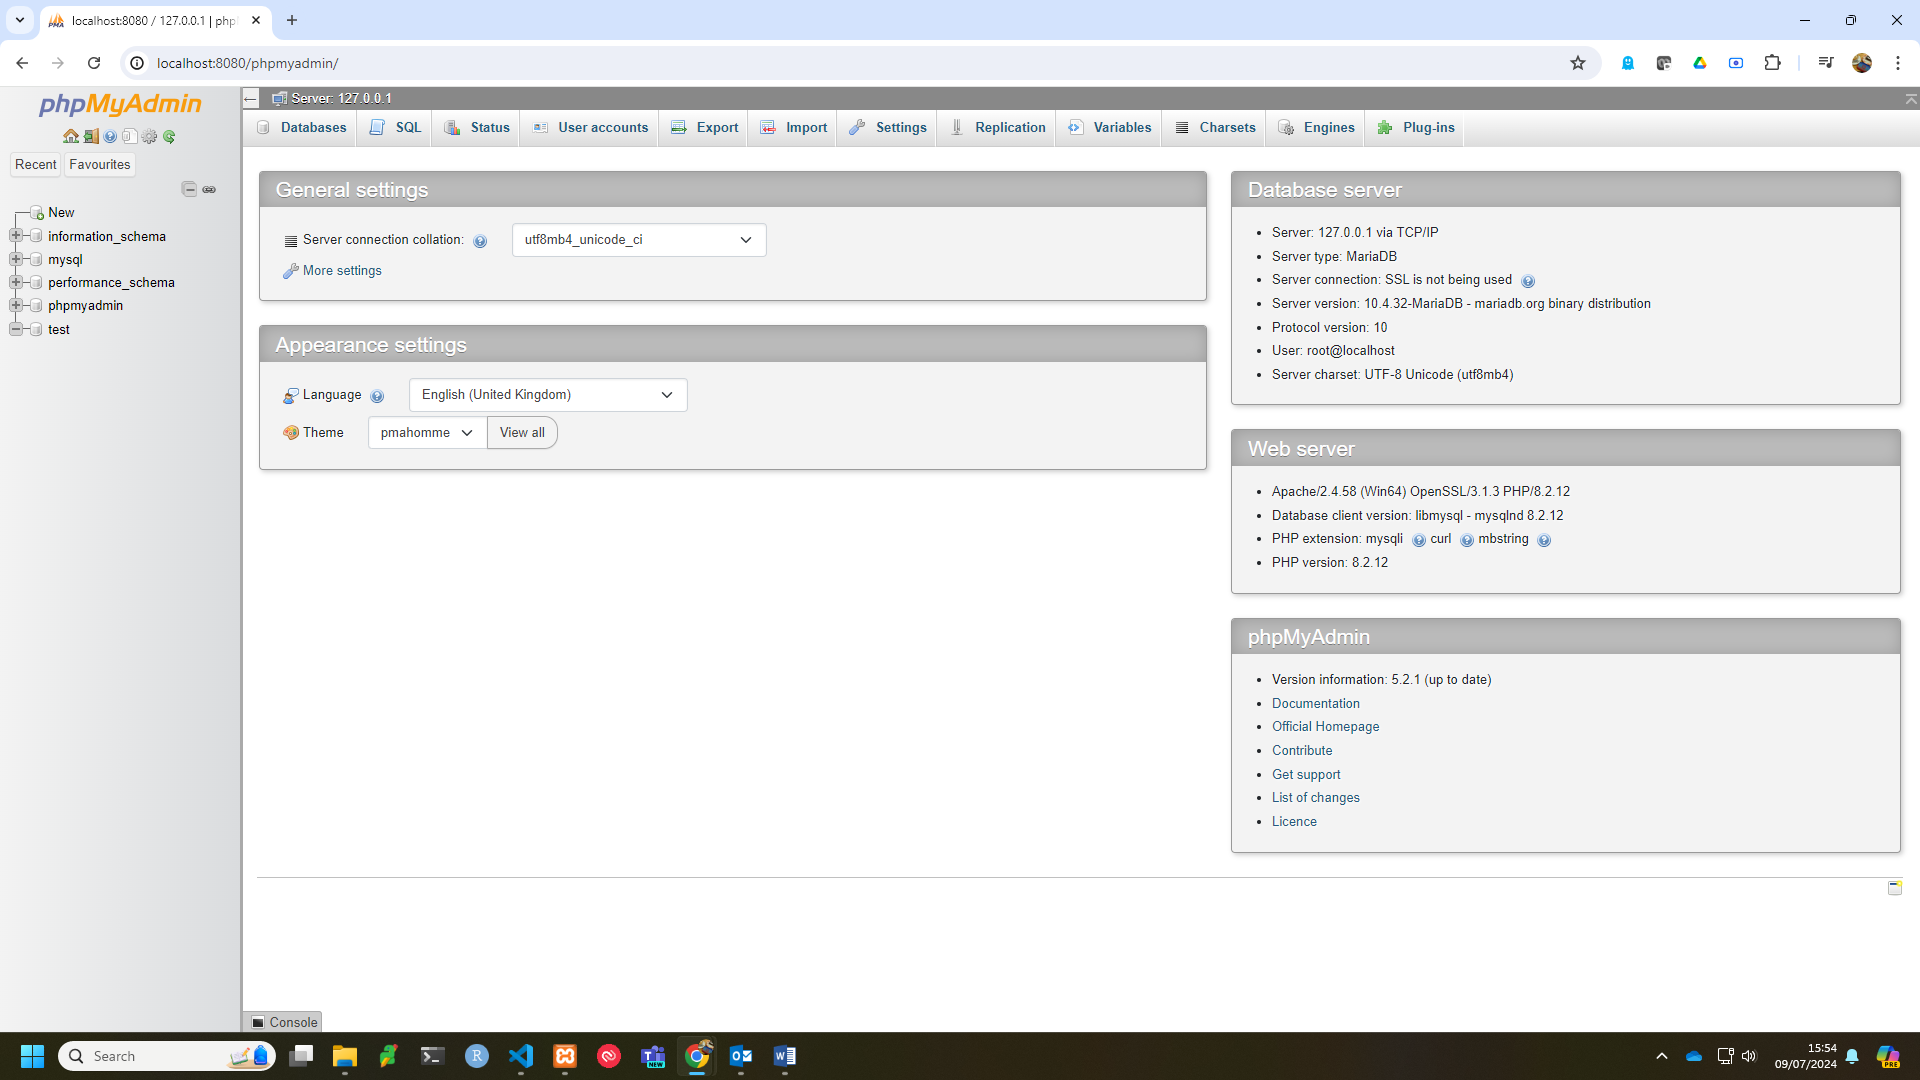 localhost:8080 / 127.0.0.1 | php
localhost:8080/phpmyadmin/
phpMyAdmin
Recent
Favourites
New
information_schema
mysql
performance_schema
phpmyadmin
test
Server: 127.0.0.1
Databases
SQL
Status
User accounts
Export
Import
Settings
Replication
Variables
Charsets
Engines
Plug-ins
General settings
Server connection collation:
utf8mb4_unicode_ci
More settings
Appearance settings
Language
English (United Kingdom)
Theme
pmahomme
View all
Database server
Server: 127.0.0.1 via TCP/IP
Server type: MariaDB
Server connection: SSL is not being used
Server version: 10.4.32-MariaDB - mariadb.org binary distribution
Protocol version: 10
User: root@localhost
Server charset: UTF-8 Unicode (utf8mb4)
Web server
Apache/2.4.58 (Win64) OpenSSL/3.1.3 PHP/8.2.12
Database client version: libmysql - mysqlnd 8.2.12
PHP extension: mysqli curl mbstring
PHP version: 8.2.12
phpMyAdmin
Version information: 5.2.1 (up to date)
Documentation
Official Homepage
Contribute
Get support
List of changes
Licence
Console
Search
15:54
09/07/2024